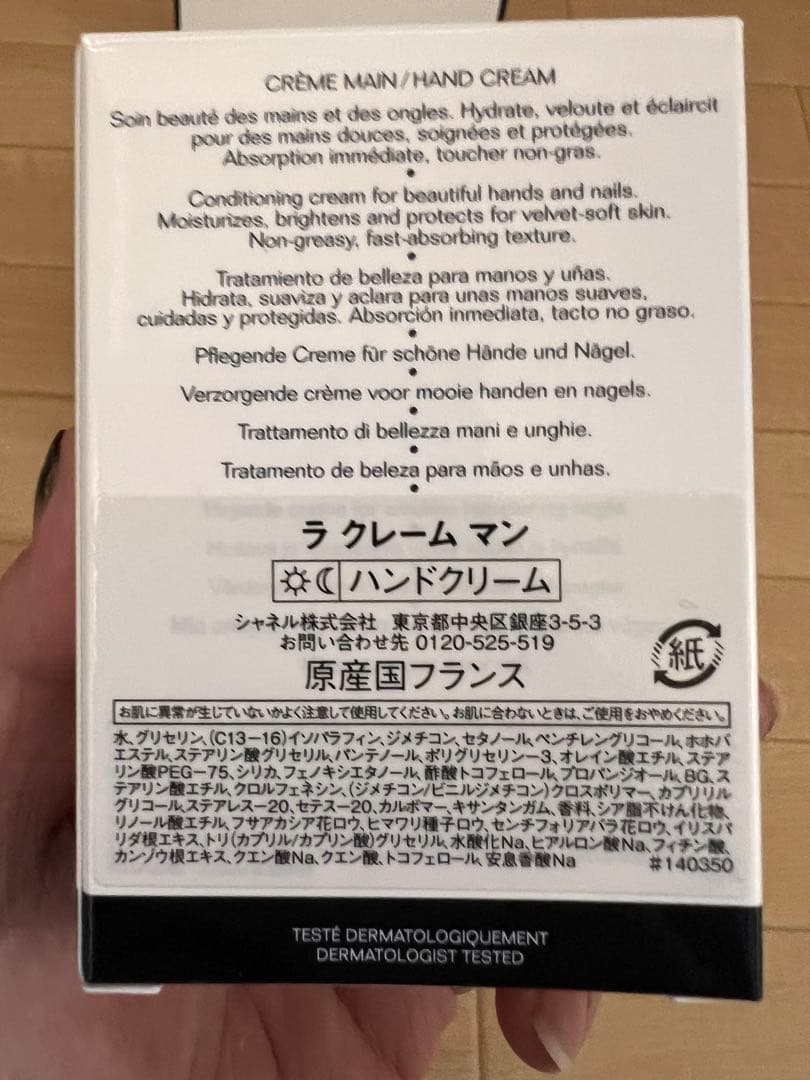 CRÈME MAIN / HAND CREAM
Soin beauté des mains et des ongles. Hydrate, veloute et éclaircit
pour des mains douces, soignées et protégées.
Absorption immédiate, toucher non-gras.
•
Conditioning cream for beautiful hands and nails.
Moisturizes, brightens and protects for velvet-soft skin.
Non-greasy, fast-absorbing texture.
•
Tratamiento de belleza para manos y uñas.
Hidrata, suaviza y aclara para unas manos suaves,
cuidadas y protegidas. Absorción inmediata, tacto no graso.
•
Pflegende Creme für schöne Hände und Nägel.
•
Verzorgende crème voor mooie handen en nagels.
•
Trattamento di bellezza mani e unghie.
•
Tratamento de beleza para mãos e unhas.
•
ラ クレーム マン
ハンドクリーム
シャネル株式会社 東京都中央区銀座3-5-3
お問い合わせ先 0120-525-519
原産国フランス
紙
お肌に異常が生じていないかよく注意して使用してください。お肌に合わないときは、ご使用をおやめください。
水、グリセリン、(C13-16)イソパラフィン、ジメチコン、セタノール、ペンチレングリコール、ホホバ
エステル、ステアリン酸グリセリル、パンテノール、ポリグリセリン-3、オレイン酸エチル、ステア
リン酸PEG-75、シリカ、フェノキシエタノール、酢酸トコフェロール、プロパンジオール、BG、ス
テアリン酸エチル、クロルフェネシン、(ジメチコン/ビニルジメチコン)クロスポリマー、カプリリル
グリコール、ステアレス-20、セテス-20、カルボマー、キサンタンガム、香料、シア脂不けん化物、
リノール酸エチル、フサアカシア花ロウ、ヒマワリ種子ロウ、センチフォリアバラ花ロウ、イリスパ
リダ根エキス、トリ(カプリル/カプリン酸)グリセリル、水酸化Na、ヒアルロン酸Na、フィチン酸、
カンゾウ根エキス、クエン酸Na、クエン酸、トコフェロール、安息香酸Na #140350
TESTÉ DERMATOLOGIQUEMENT
DERMATOLOGIST TESTED